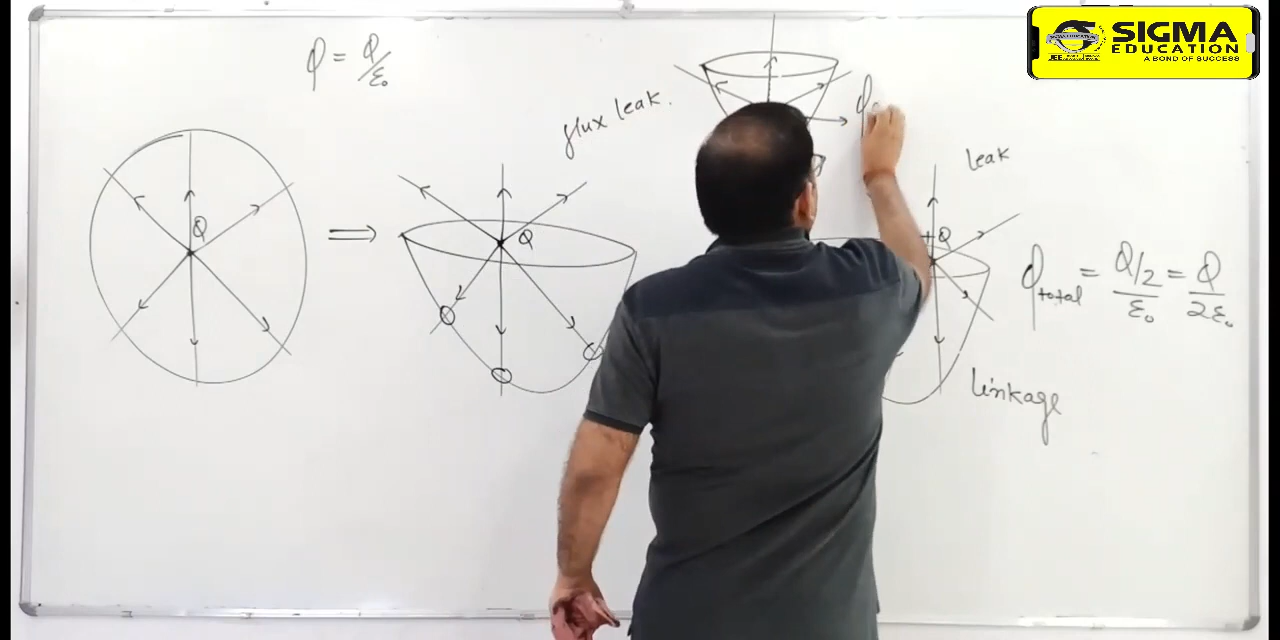 SIGMA
EDUCATION
A BOND OF SUCCESS
φ = Q/ε₀
flux leak.
φ
leak
Q
Q
+Q
φtotal = Q/2/ε₀ = Q/2ε₀
linkage